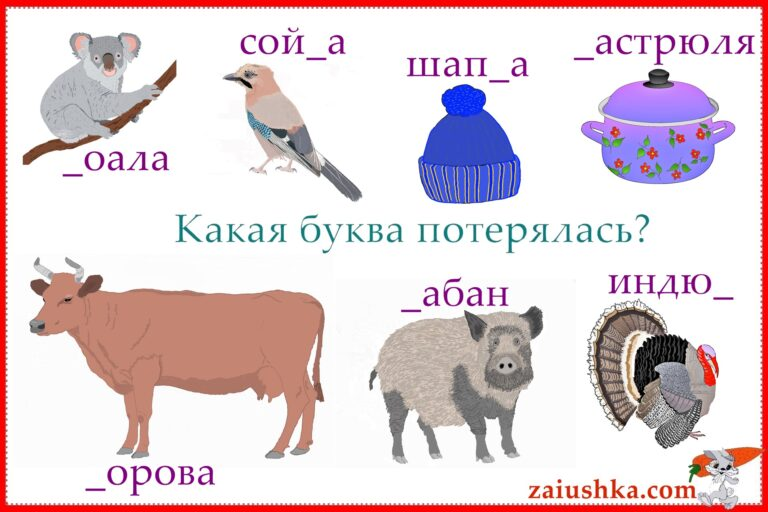 сой_а
_астрюля
шап_а
_оала
Какая буква потерялась?
_абан
индю_
_орова
zaiushka.com